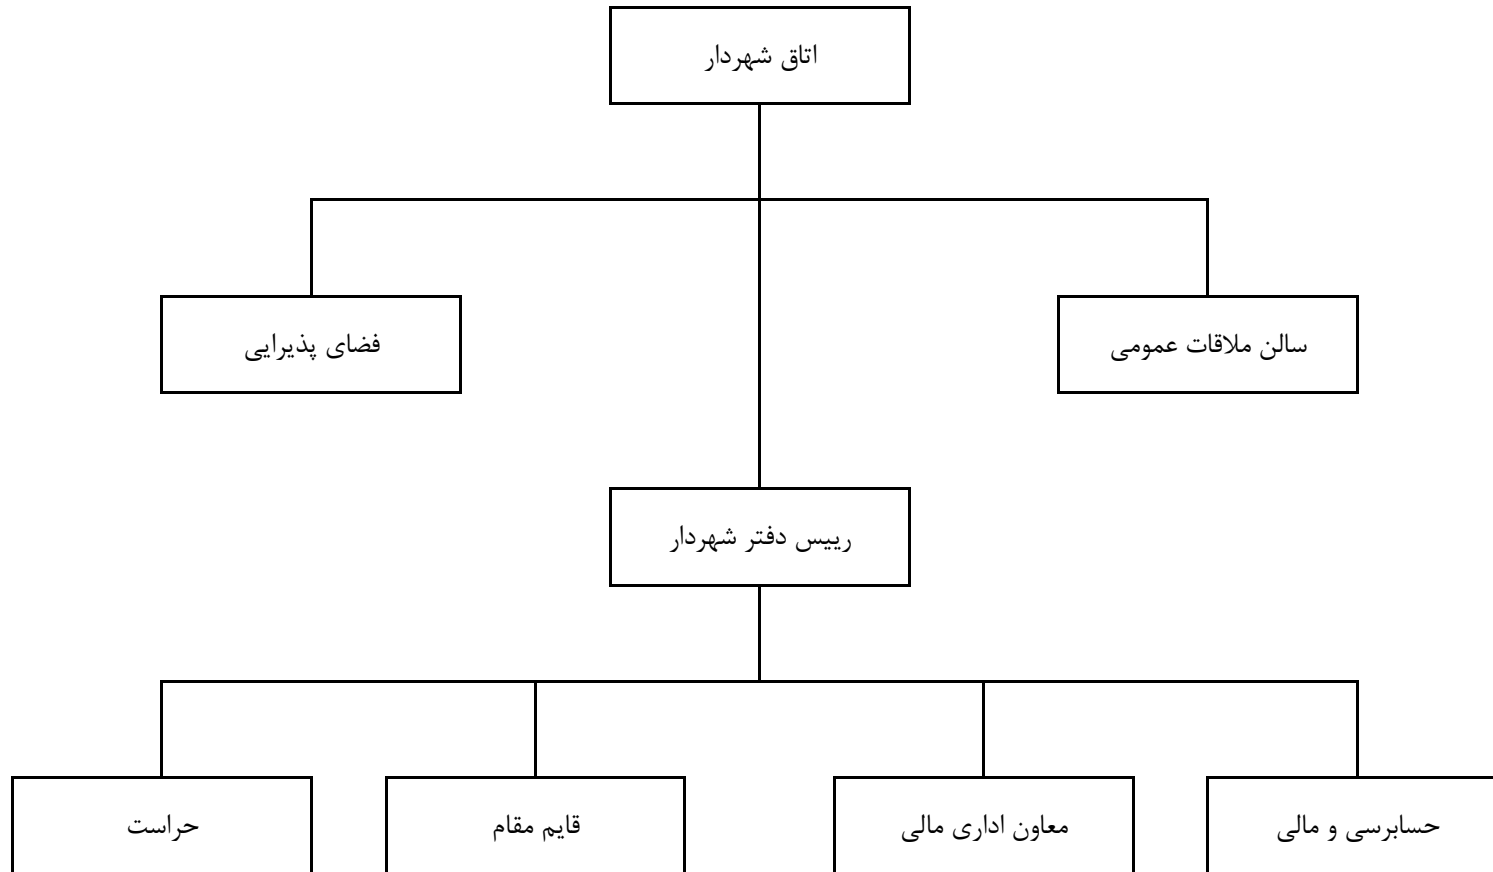 اتاق شهردار
سالن ملاقات عمومی
فضای پذیرایی
رییس دفتر شهردار
حسابرسی و مالی
معاون اداری مالی
قایم مقام
حراست